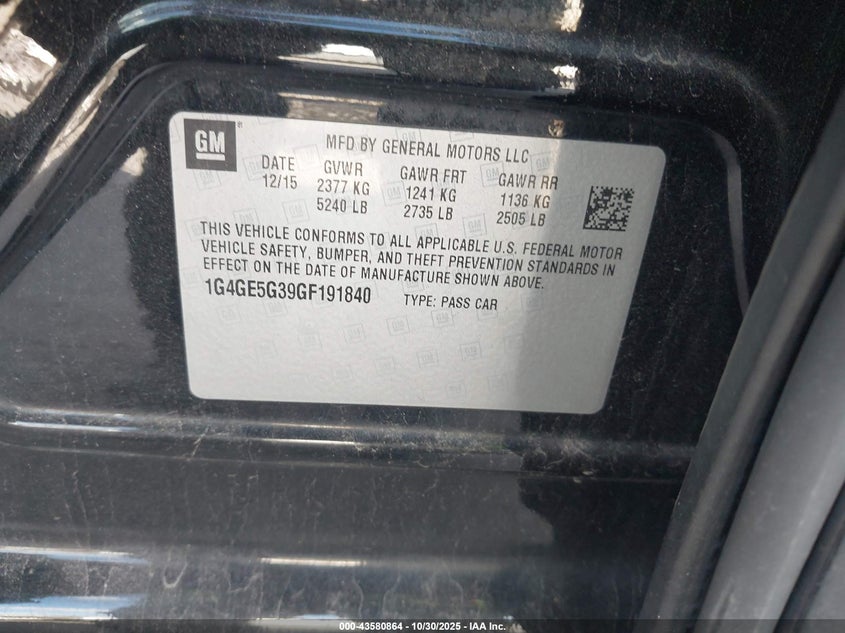 GM
MFD BY GENERAL MOTORS LLC
DATE GVWR GAWR FRT GAWR RR
12/15 2377 KG 1241 KG 1136 KG
5240 LB 2735 LB 2505 LB
THIS VEHICLE CONFORMS TO ALL APPLICABLE U.S. FEDERAL MOTOR
VEHICLE SAFETY, BUMPER, AND THEFT PREVENTION STANDARDS IN
EFFECT ON THE DATE OF MANUFACTURE SHOWN ABOVE.
1G4GE5G39GF191840 TYPE: PASS CAR
000-43580864 - 10/30/2025 - IAA Inc.